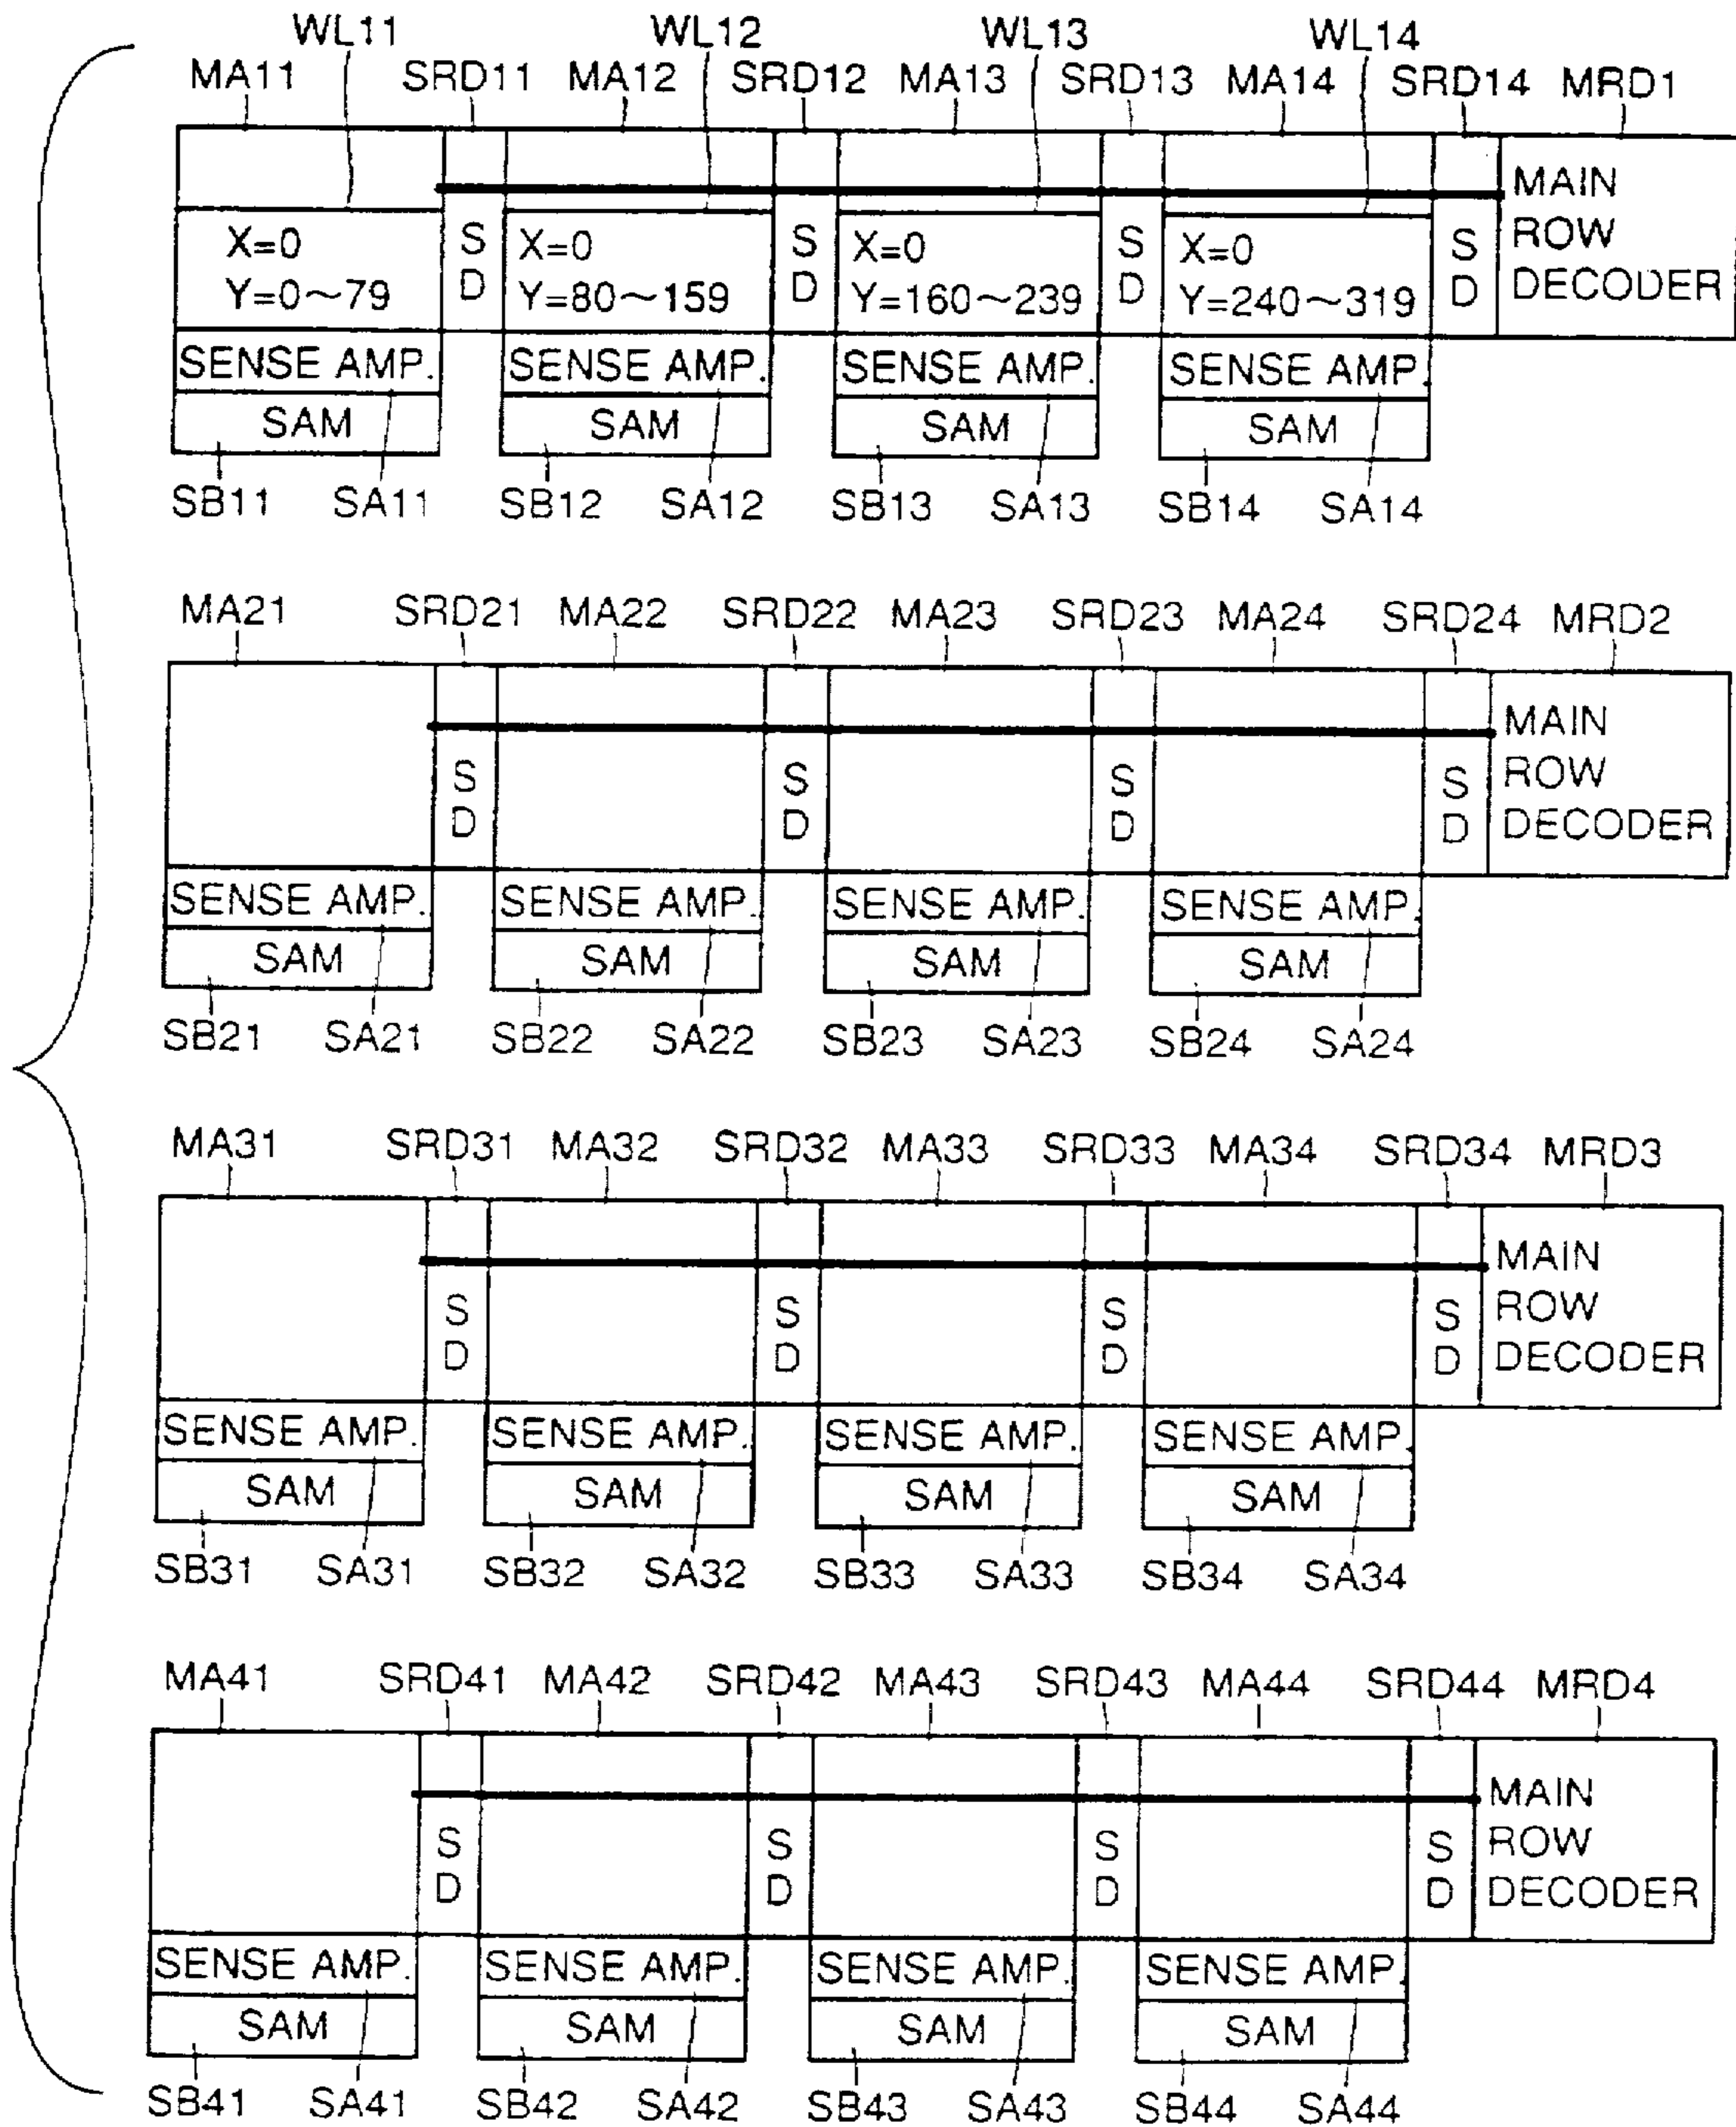 WL11 WL12 WL13 WL14
MA11 SRD11 MA12 SRD12 MA13 SRD13 MA14 SRD14 MRD1
MAIN
X=0 S X=0 S X=0 S X=0 S ROW
Y=0~79 D Y=80~159 D Y=160~239 D Y=240~319 D DECODER
SENSE AMP. SENSE AMP. SENSE AMP. SENSE AMP.
SAM SAM SAM SAM
SB11 SA11 SB12 SA12 SB13 SA13 SB14 SA14
MA21 SRD21 MA22 SRD22 MA23 SRD23 MA24 SRD24 MRD2
MAIN
S S S S ROW
D D D D DECODER
SENSE AMP. SENSE AMP. SENSE AMP. SENSE AMP.
SAM SAM SAM SAM
SB21 SA21 SB22 SA22 SB23 SA23 SB24 SA24
MA31 SRD31 MA32 SRD32 MA33 SRD33 MA34 SRD34 MRD3
MAIN
S S S S ROW
D D D D DECODER
SENSE AMP. SENSE AMP. SENSE AMP. SENSE AMP.
SAM SAM SAM SAM
SB31 SA31 SB32 SA32 SB33 SA33 SB34 SA34
MA41 SRD41 MA42 SRD42 MA43 SRD43 MA44 SRD44 MRD4
MAIN
S S S S ROW
D D D D DECODER
SENSE AMP. SENSE AMP. SENSE AMP. SENSE AMP.
SAM SAM SAM SAM
SB41 SA41 SB42 SA42 SB43 SA43 SB44 SA44